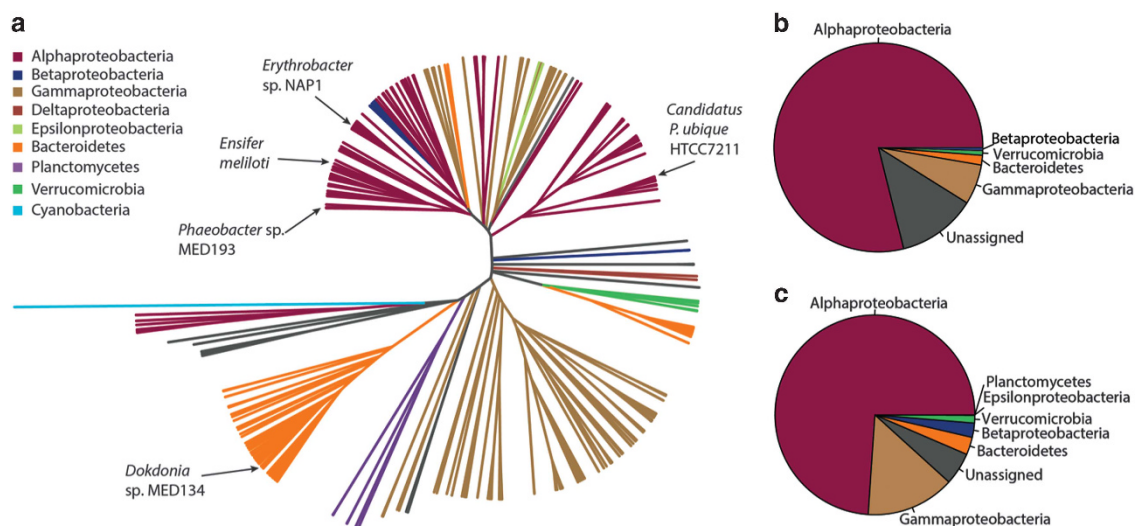 a
Alphaproteobacteria
Betaproteobacteria
Gammaproteobacteria
Deltaproteobacteria
Epsilonproteobacteria
Bacteroidetes
Planctomycetes
Verrucomicrobia
Cyanobacteria
Erythrobacter
sp. NAP1
Ensifer
meliloti
Phaeobacter sp.
MED193
Candidatus
P. ubique
HTCC7211
Dokdonia
sp. MED134
b
Alphaproteobacteria
Betaproteobacteria
Verrucomicrobia
Bacteroidetes
Gammaproteobacteria
Unassigned
c
Alphaproteobacteria
Planctomycetes
Epsilonproteobacteria
Verrucomicrobia
Betaproteobacteria
Bacteroidetes
Unassigned
Gammaproteobacteria